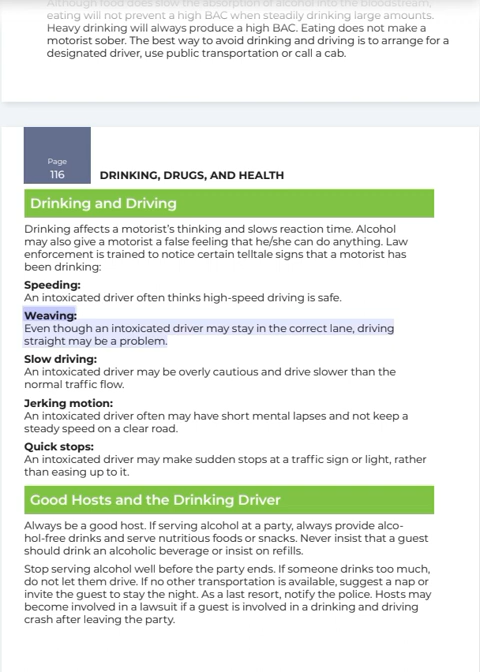 Although food does slow the absorption of alcohol into the bloodstream,
eating will not prevent a high BAC when steadily drinking large amounts.
Heavy drinking will always produce a high BAC. Eating does not make a
motorist sober. The best way to avoid drinking and driving is to arrange for a
designated driver, use public transportation or call a cab.
Page
116
DRINKING, DRUGS, AND HEALTH
Drinking and Driving
Drinking affects a motorist's thinking and slows reaction time. Alcohol
may also give a motorist a false feeling that he/she can do anything. Law
enforcement is trained to notice certain telltale signs that a motorist has
been drinking:
Speeding:
An intoxicated driver often thinks high-speed driving is safe.
Weaving:
Even though an intoxicated driver may stay in the correct lane, driving
straight may be a problem.
Slow driving:
An intoxicated driver may be overly cautious and drive slower than the
normal traffic flow.
Jerking motion:
An intoxicated driver often may have short mental lapses and not keep a
steady speed on a clear road.
Quick stops:
An intoxicated driver may make sudden stops at a traffic sign or light, rather
than easing up to it.
Good Hosts and the Drinking Driver
Always be a good host. If serving alcohol at a party, always provide alco-
hol-free drinks and serve nutritious foods or snacks. Never insist that a guest
should drink an alcoholic beverage or insist on refills.
Stop serving alcohol well before the party ends. If someone drinks too much,
do not let them drive. If no other transportation is available, suggest a nap or
invite the guest to stay the night. As a last resort, notify the police. Hosts may
become involved in a lawsuit if a guest is involved in a drinking and driving
crash after leaving the party.